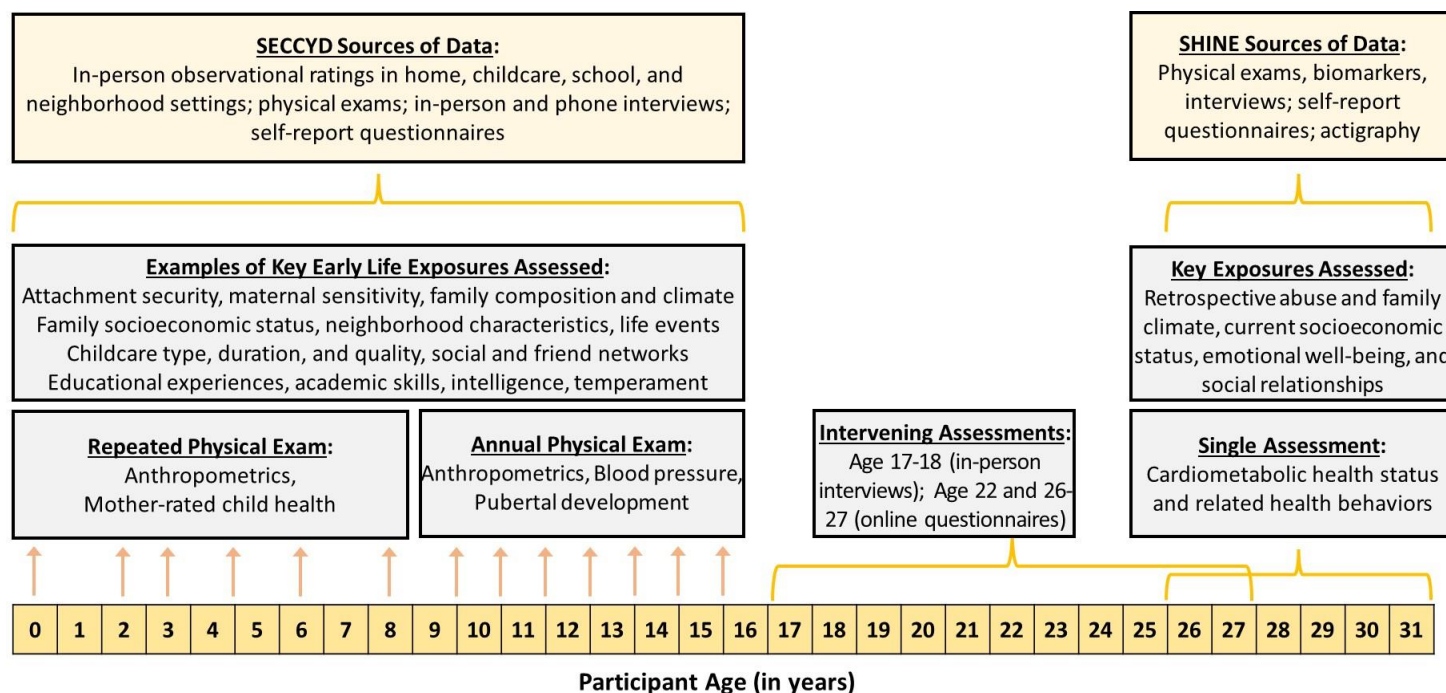 SECCYD Sources of Data:
In-person observational ratings in home, childcare, school, and
neighborhood settings; physical exams; in-person and phone interviews;
self-report questionnaires
SHINE Sources of Data:
Physical exams, biomarkers,
interviews; self-report
questionnaires; actigraphy
Examples of Key Early Life Exposures Assessed:
Attachment security, maternal sensitivity, family composition and climate
Family socioeconomic status, neighborhood characteristics, life events
Childcare type, duration, and quality, social and friend networks
Educational experiences, academic skills, intelligence, temperament
Key Exposures Assessed:
Retrospective abuse and family
climate, current socioeconomic
status, emotional well-being, and
social relationships
Repeated Physical Exam:
Anthropometrics,
Mother-rated child health
Annual Physical Exam:
Anthropometrics, Blood pressure,
Pubertal development
Intervening Assessments:
Age 17-18 (in-person
interviews); Age 22 and 26-
27 (online questionnaires)
Single Assessment:
Cardiometabolic health status
and related health behaviors
0 1 2 3 4 5 6 7 8 9 10 11 12 13 14 15 16 17 18 19 20 21 22 23 24 25 26 27 28 29 30 31
Participant Age (in years)